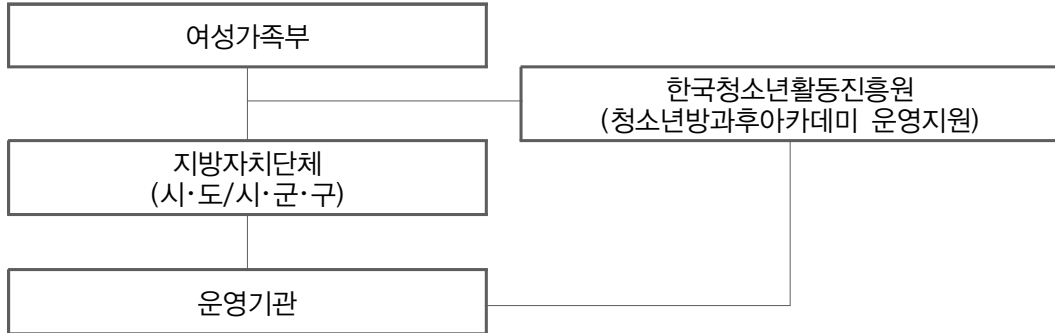 여성가족부
한국청소년활동진흥원
(청소년방과후아카데미 운영지원)
지방자치단체
(시·도/시·군·구)
운영기관